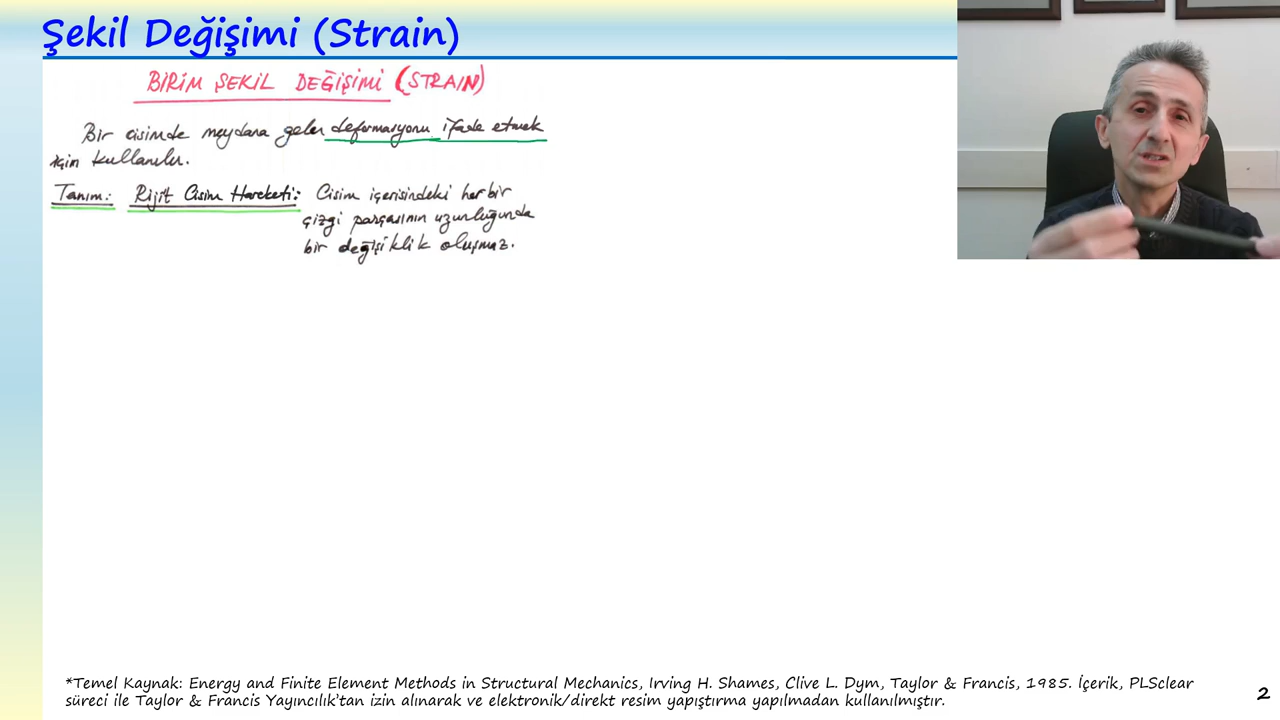 Şekil Değişimi (Strain)
BİRİM ŞEKİL DEĞİŞİMİ (STRAIN)
Bir cisimde meydana gelen deformasyonu ifade etmek
için kullanılır.
Tanım: Rijit Cisim Hareketi: Cisim içerisindeki her bir
çizgi parçasının uzunluğunda
bir değişiklik oluşmaz.
*Temel Kaynak: Energy and Finite Element Methods in Structural Mechanics, Irving H. Shames, Clive L. Dym, Taylor & Francis, 1985. İçerik, PLSclear
süreci ile Taylor & Francis Yayıncılık'tan izin alınarak ve elektronik/direkt resim yapıştırma yapılmadan kullanılmıştır.
2